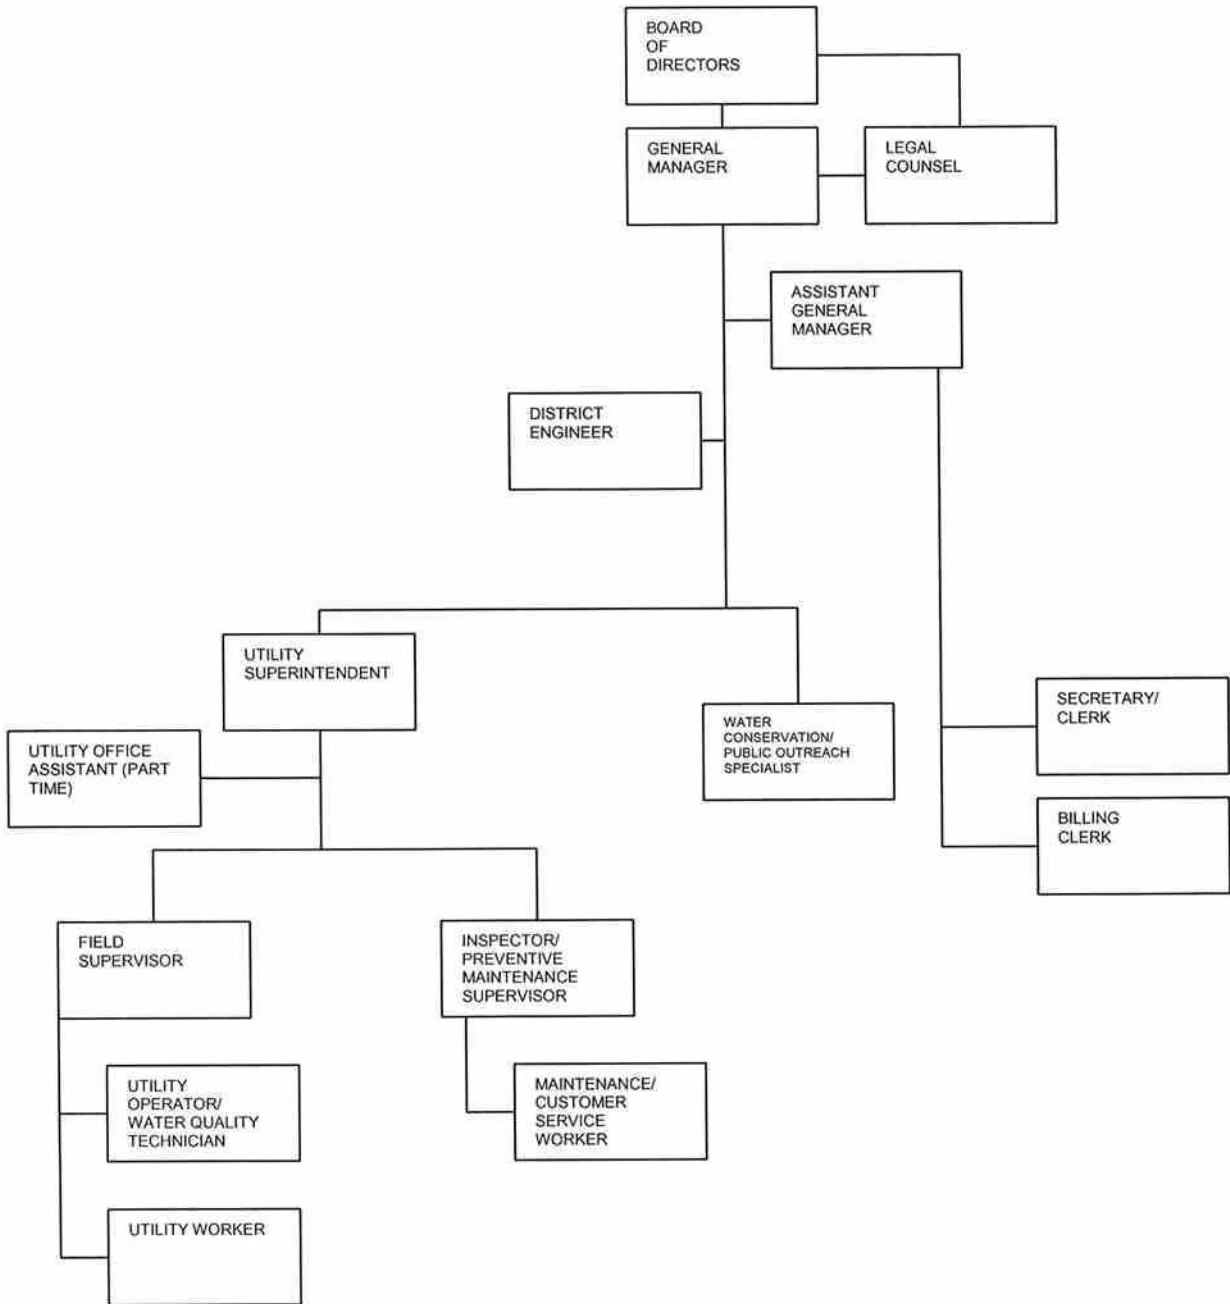 BOARD
OF
DIRECTORS
GENERAL
MANAGER
LEGAL
COUNSEL
ASSISTANT
GENERAL
MANAGER
DISTRICT
ENGINEER
UTILITY
SUPERINTENDENT
WATER
CONSERVATION/
PUBLIC OUTREACH
SPECIALIST
SECRETARY/
CLERK
UTILITY OFFICE
ASSISTANT (PART
TIME)
BILLING
CLERK
FIELD
SUPERVISOR
INSPECTOR/
PREVENTIVE
MAINTENANCE
SUPERVISOR
UTILITY
OPERATOR/
WATER QUALITY
TECHNICIAN
MAINTENANCE/
CUSTOMER
SERVICE
WORKER
UTILITY WORKER